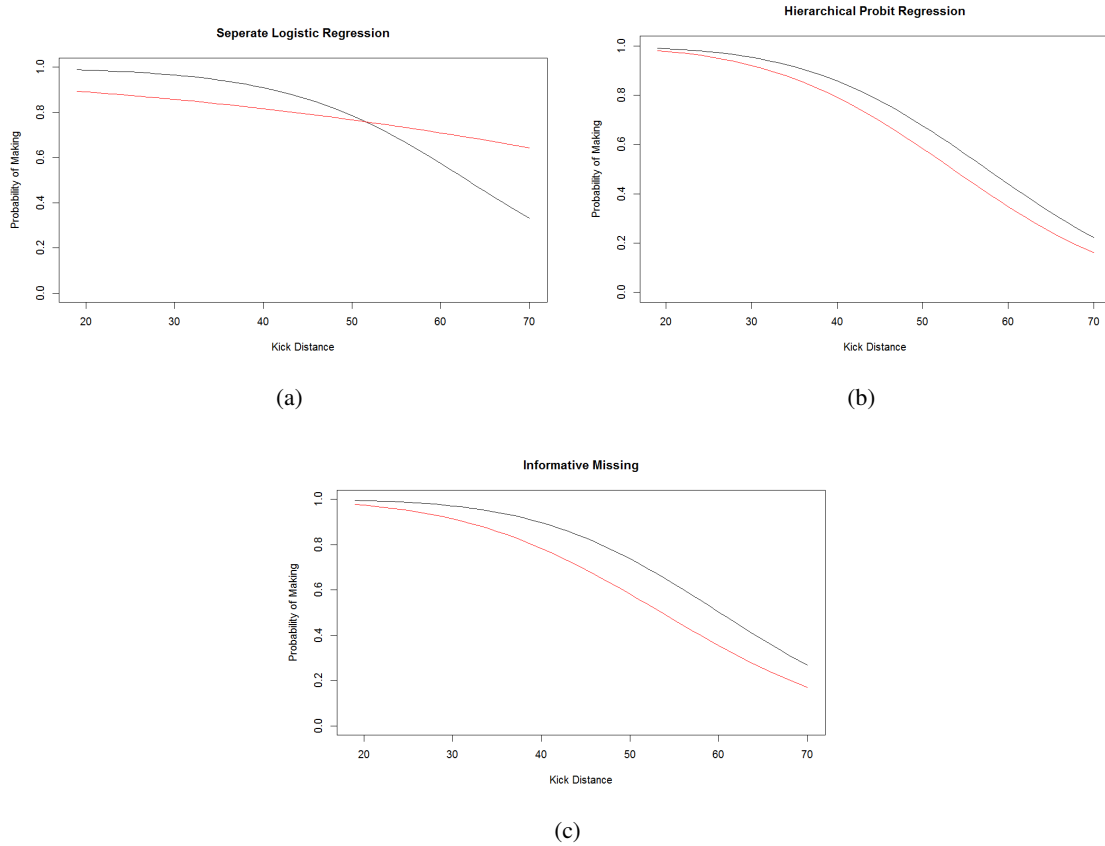 Seperate Logistic Regression
Probability of Making
0.0 0.2 0.4 0.6 0.8 1.0
20 30 40 50 60 70
Kick Distance
(a)
Hierarchical Probit Regression
Probability of Making
0.0 0.2 0.4 0.6 0.8 1.0
20 30 40 50 60 70
Kick Distance
(b)
Informative Missing
Probability of Making
0.0 0.2 0.4 0.6 0.8 1.0
20 30 40 50 60 70
Kick Distance
(c)